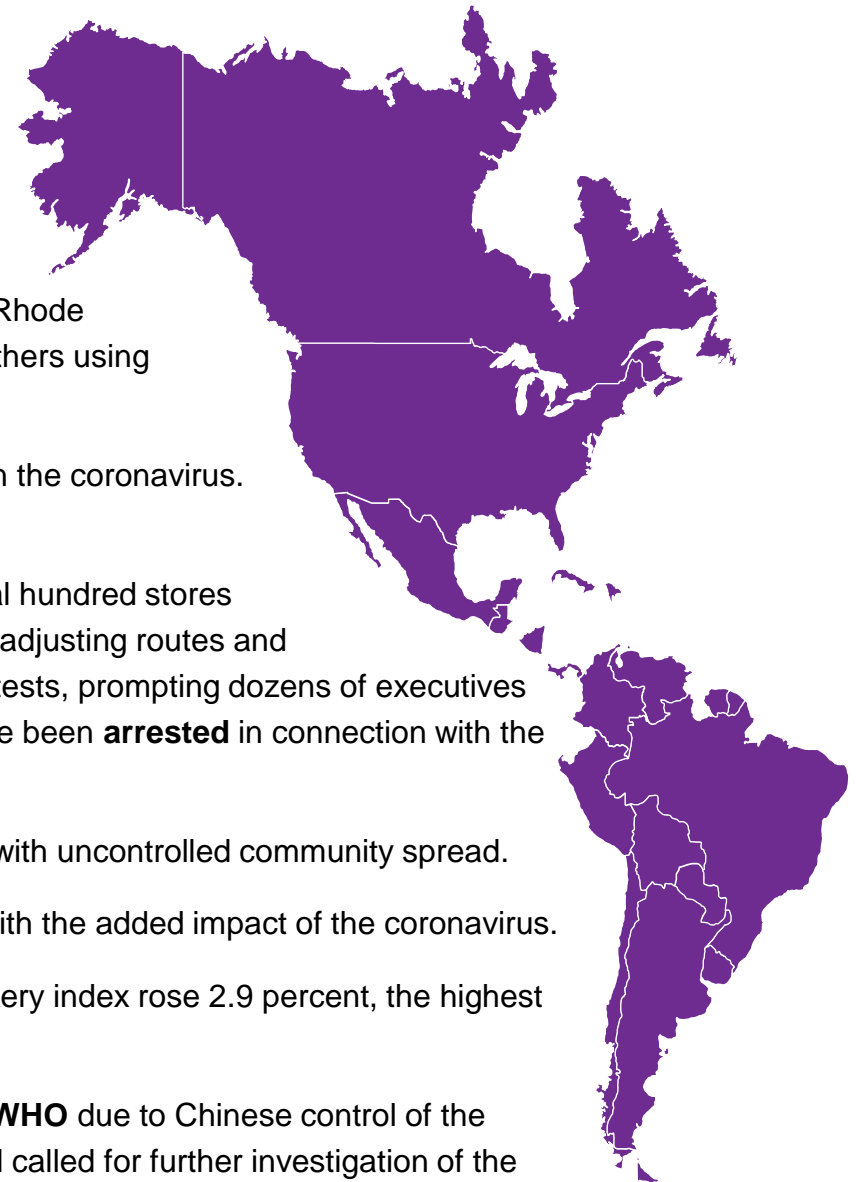 Rhode
thers using
n the coronavirus.
al hundred stores
adjusting routes and
tests, prompting dozens of executives
e been arrested in connection with the
with uncontrolled community spread.
ith the added impact of the coronavirus.
ery index rose 2.9 percent, the highest
WHO due to Chinese control of the
l called for further investigation of the